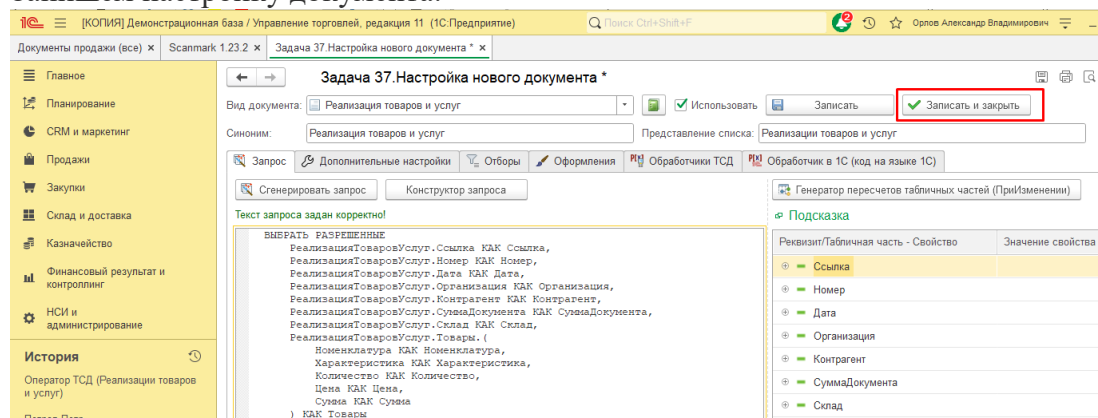 запишем настройку документа.
[КОПИЯ] Демонстрационная база / Управление торговлей, редакция 11 (1С:Предприятие)
Поиск Ctrl+Shift+F
2
Орлов Александр Владимирович
Документы продажи (все) ×
Scanmark 1.23.2 ×
Задача 37.Настройка нового документа * ×
Главное
Планирование
CRM и маркетинг
Продажи
Закупки
Склад и доставка
Казначейство
Финансовый результат и
контроллинг
НСИ и
администрирование
История
Оператор ТСД (Реализации товаров
и услуг)
Задача 37.Настройка нового документа *
Вид документа:
Реализация товаров и услуг
Использовать
Записать
Записать и закрыть
Синоним:
Реализация товаров и услуг
Представление списка:
Реализации товаров и услуг
Запрос
Дополнительные настройки
Отборы
Оформления
Обработчики ТСД
Обработчик в 1С (код на языке 1С)
Сгенерировать запрос
Конструктор запроса
Генератор пересчетов табличных частей (ПриИзменении)
Текст запроса задан корректно!
Подсказка
ВЫБРАТЬ РАЗРЕШЕННЫЕ
РеализацияТоваровУслуг.Ссылка КАК Ссылка,
РеализацияТоваровУслуг.Номер КАК Номер,
РеализацияТоваровУслуг.Дата КАК Дата,
РеализацияТоваровУслуг.Организация КАК Организация,
РеализацияТоваровУслуг.Контрагент КАК Контрагент,
РеализацияТоваровУслуг.СуммаДокумента КАК СуммаДокумента,
РеализацияТоваровУслуг.Склад КАК Склад,
РеализацияТоваровУслуг.Товары.(
Номенклатура КАК Номенклатура,
Характеристика КАК Характеристика,
Количество КАК Количество,
Цена КАК Цена,
Сумма КАК Сумма
) КАК Товары
Реквизит/Табличная часть - Свойство
Значение свойства
Ссылка
Номер
Дата
Организация
Контрагент
СуммаДокумента
Склад